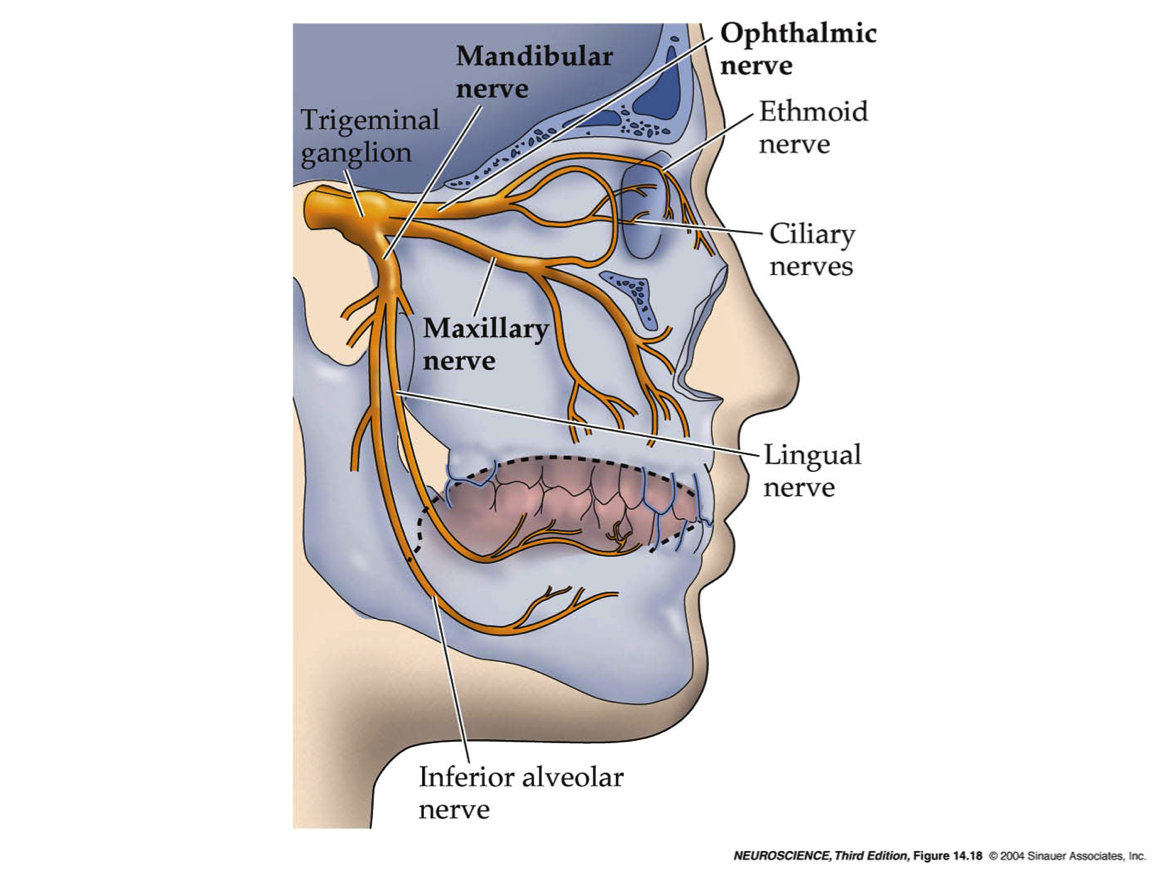 Ophthalmic
nerve
Mandibular
nerve
Trigeminal
ganglion
Ethmoid
nerve
Ciliary
nerves
Maxillary
nerve
Lingual
nerve
Inferior alveolar
nerve
NEUROSCIENCE, Third Edition, Figure 14.18 © 2004 Sinauer Associates, Inc.